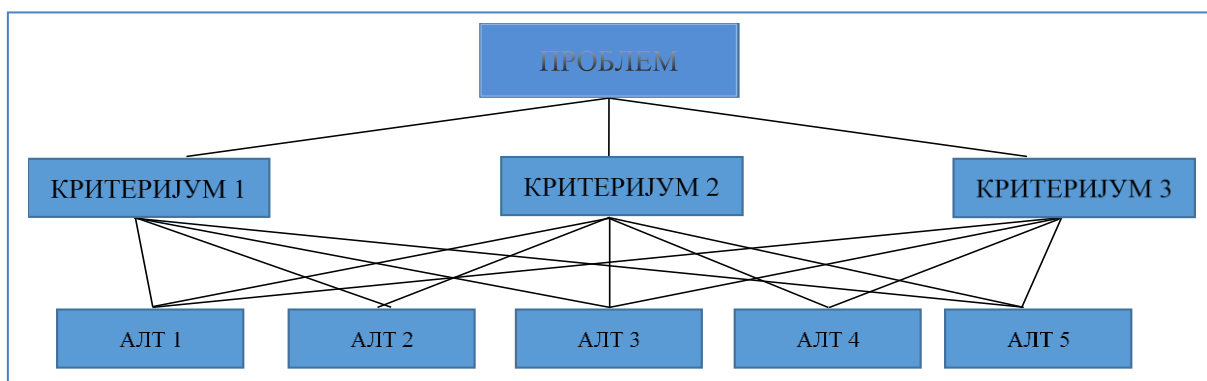 ПРОБЛЕМ
КРИТЕРИЈУМ 1
КРИТЕРИЈУМ 2
КРИТЕРИЈУМ 3
АЛТ 1
АЛТ 2
АЛТ 3
АЛТ 4
АЛТ 5